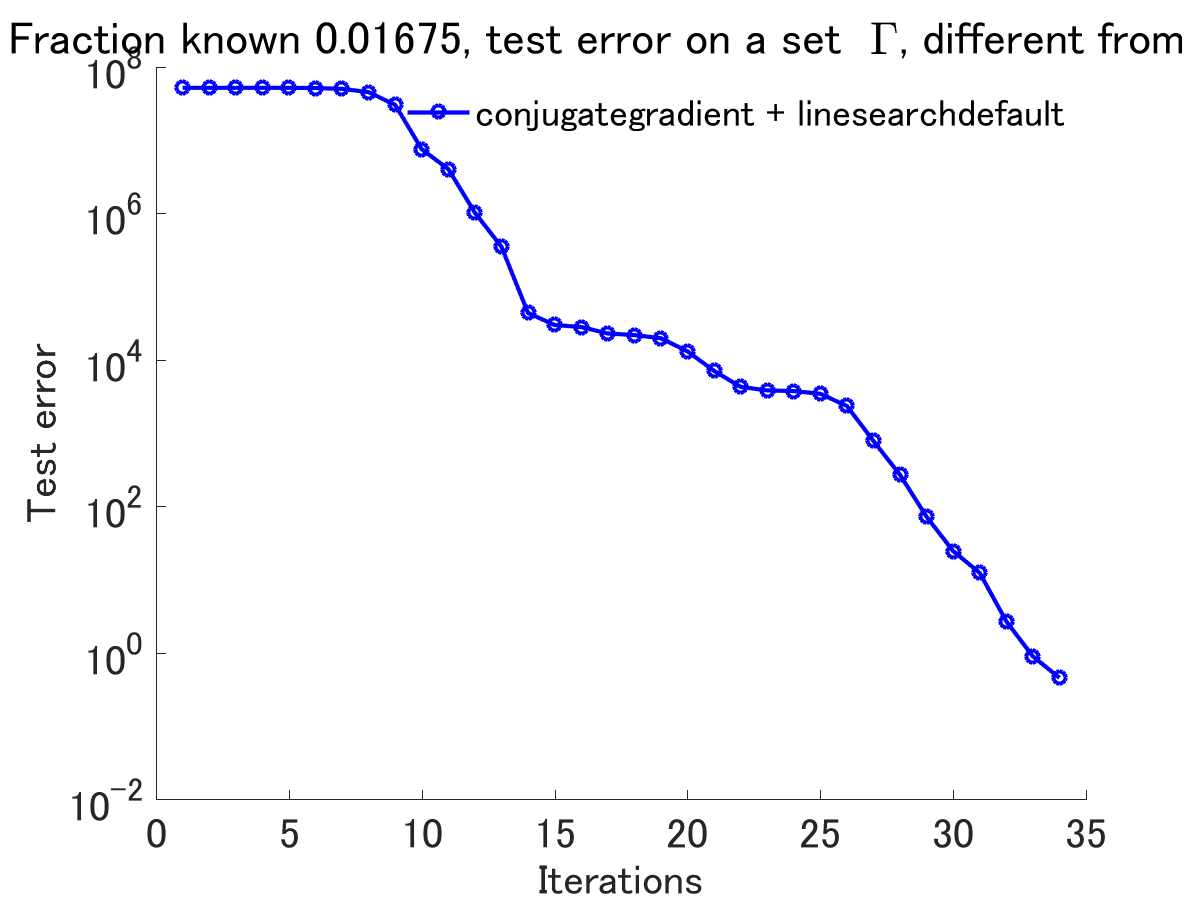 Fraction known 0.01675, test error on a set Γ, different from
conjugategradient + linesearchdefault
10^8
10^6
10^4
10^2
10^0
10^-2
Test error
0 5 10 15 20 25 30 35
Iterations